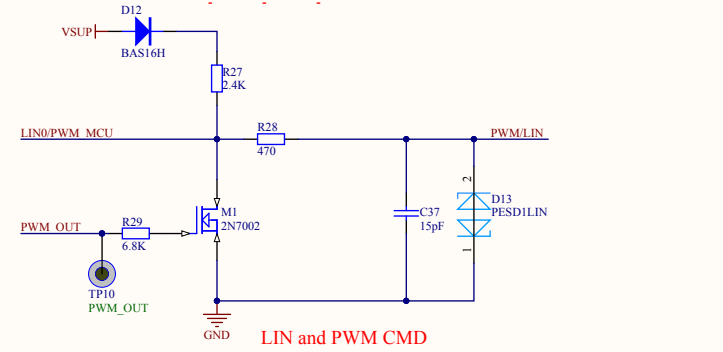 D12
VSUP
BAS16H
R27
2.4K
LIN0/PWM_MCU
R28
470
PWM/LIN
PWM_OUT
R29
6.8K
M1
2N7002
C37
15pF
2
D13
PESD1LIN
1
TP10
PWM_OUT
GND
LIN and PWM CMD